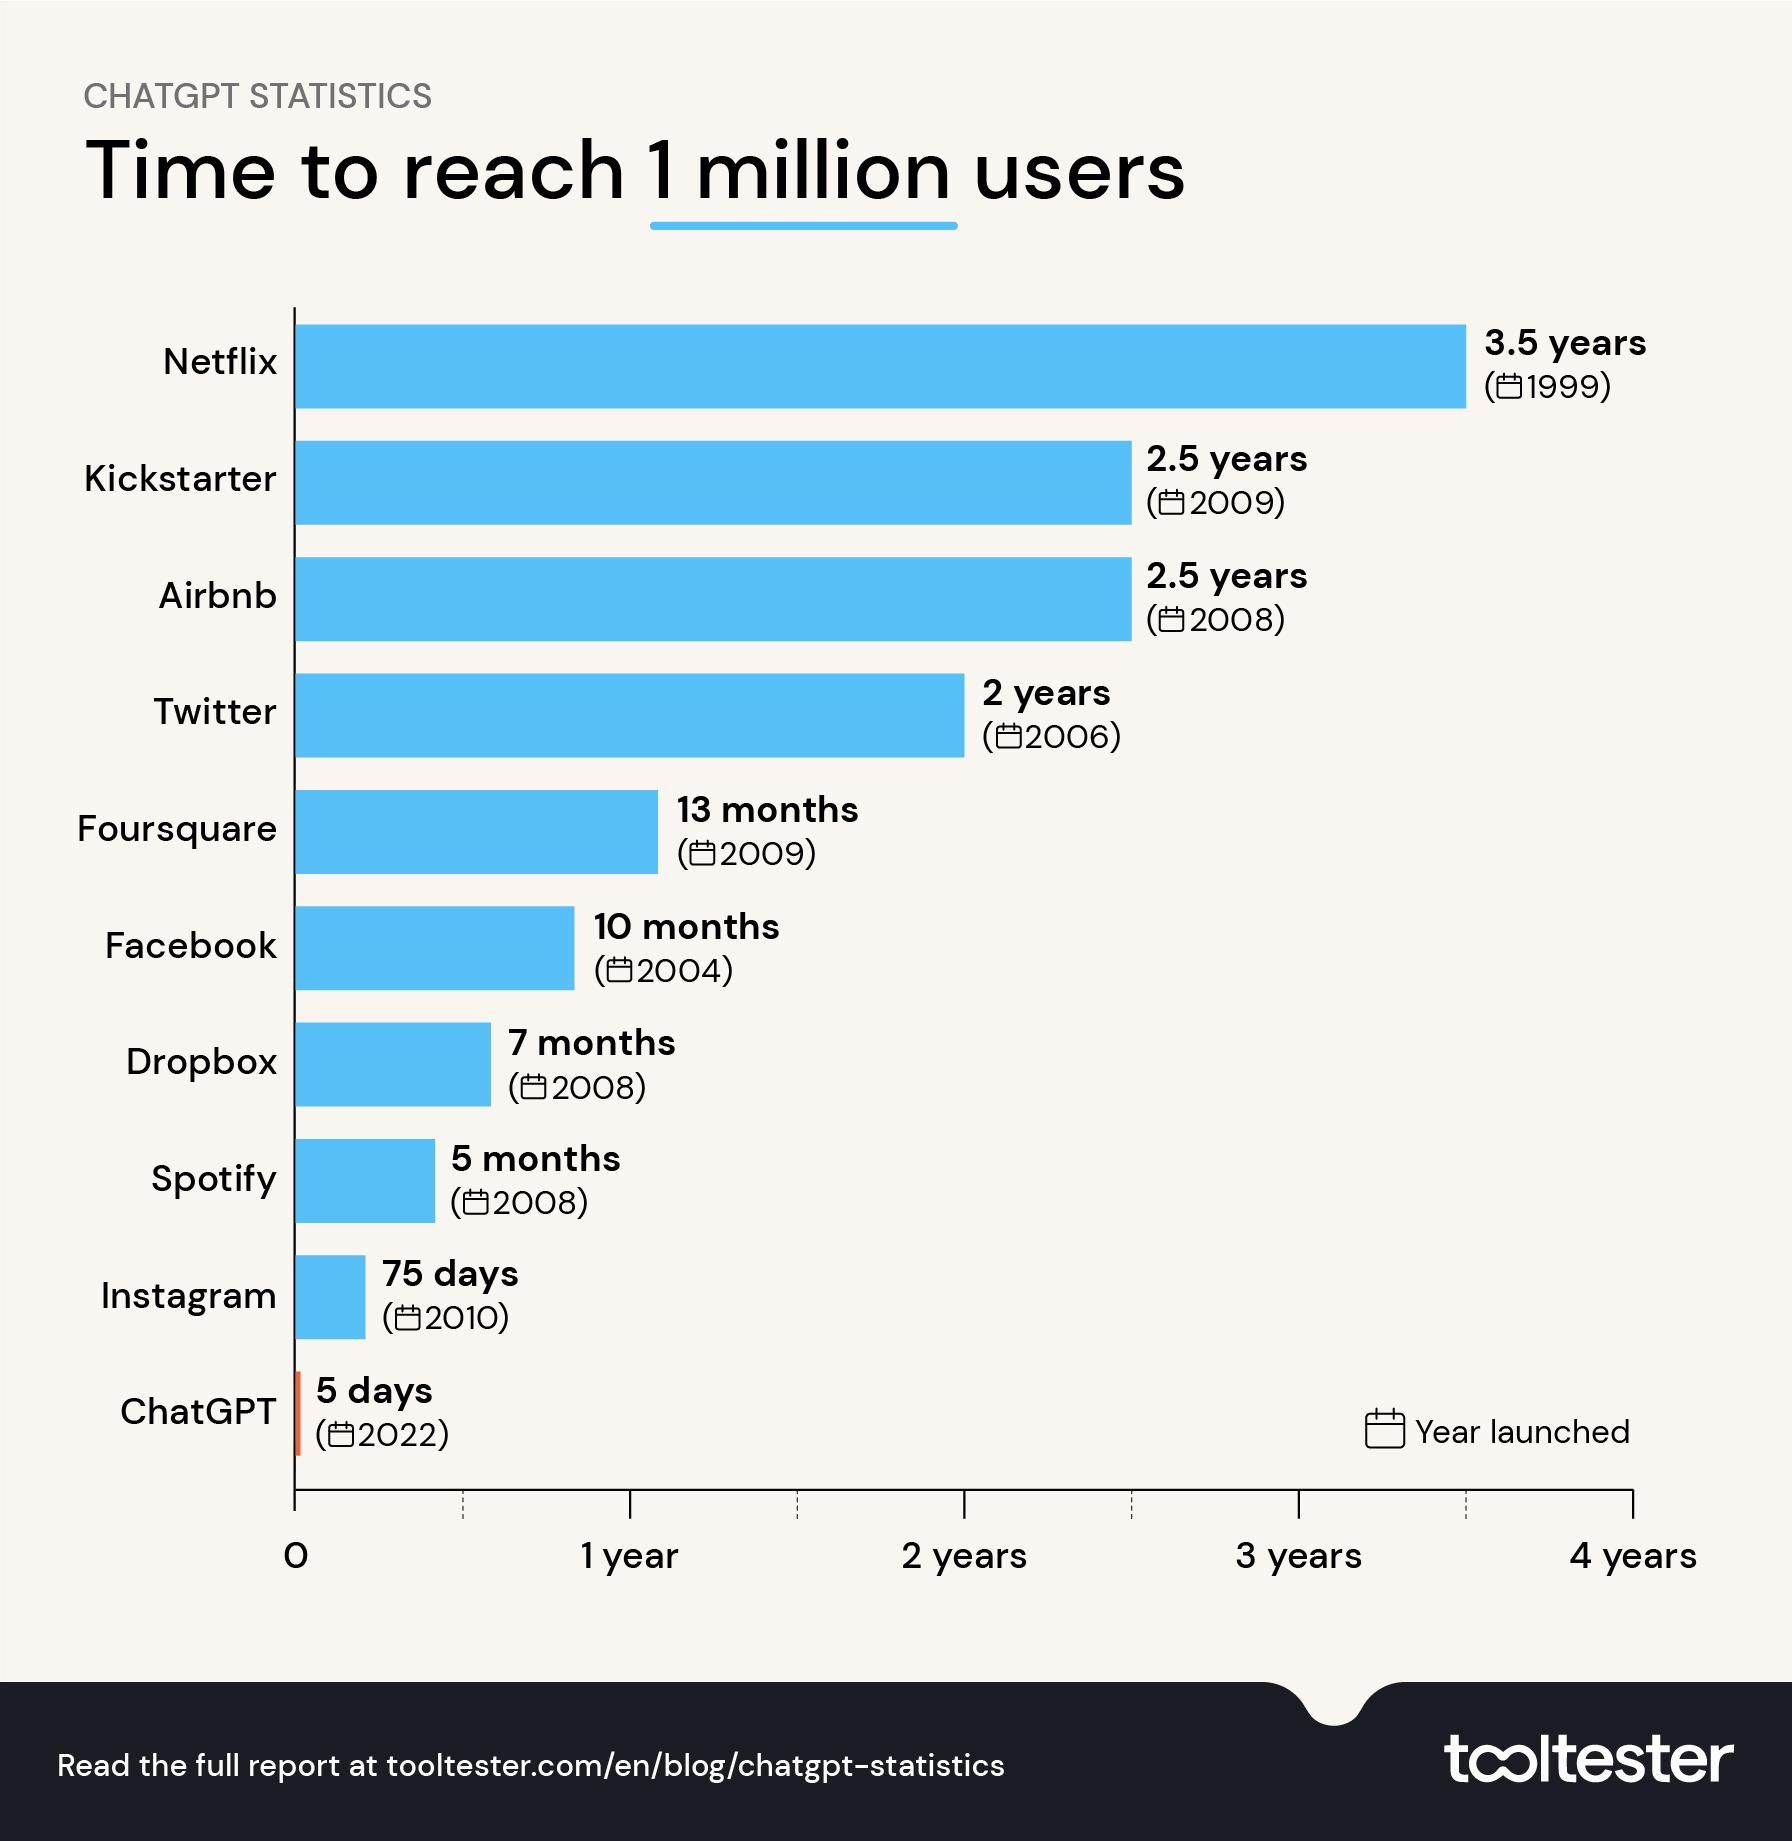 CHATGPT STATISTICS
Time to reach 1 million users
Netflix
3.5 years
(1999)
Kickstarter
2.5 years
(2009)
Airbnb
2.5 years
(2008)
Twitter
2 years
(2006)
Foursquare
13 months
(2009)
Facebook
10 months
(2004)
Dropbox
7 months
(2008)
Spotify
5 months
(2008)
Instagram
75 days
(2010)
ChatGPT
5 days
(2022)
Year launched
0
1 year
2 years
3 years
4 years
Read the full report at tooltester.com/en/blog/chatgpt-statistics
tooltester